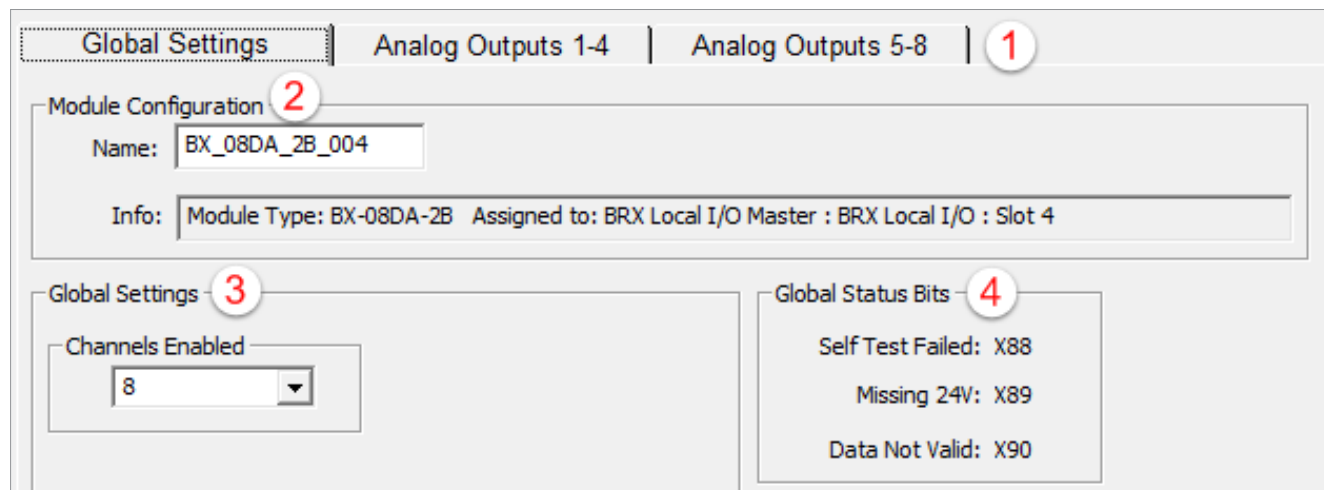 Global Settings Analog Outputs 1-4 Analog Outputs 5-8 1
Module Configuration 2
Name: BX_08DA_2B_004
Info: Module Type: BX-08DA-2B Assigned to: BRX Local I/O Master : BRX Local I/O : Slot 4
Global Settings 3
Channels Enabled
8
Global Status Bits 4
Self Test Failed: X88
Missing 24V: X89
Data Not Valid: X90